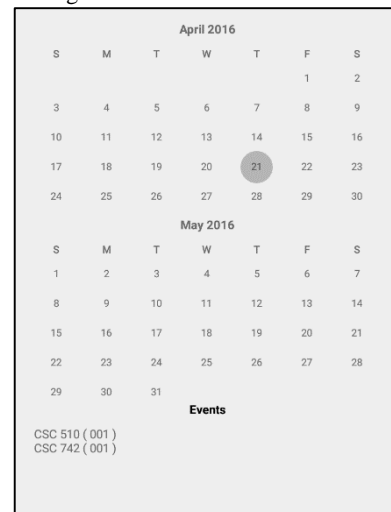 April 2016
S M T W T F S
1 2
3 4 5 6 7 8 9
10 11 12 13 14 15 16
17 18 19 20 21 22 23
24 25 26 27 28 29 30
May 2016
S M T W T F S
1 2 3 4 5 6 7
8 9 10 11 12 13 14
15 16 17 18 19 20 21
22 23 24 25 26 27 28
29 30 31
Events
CSC 510 ( 001 )
CSC 742 ( 001 )